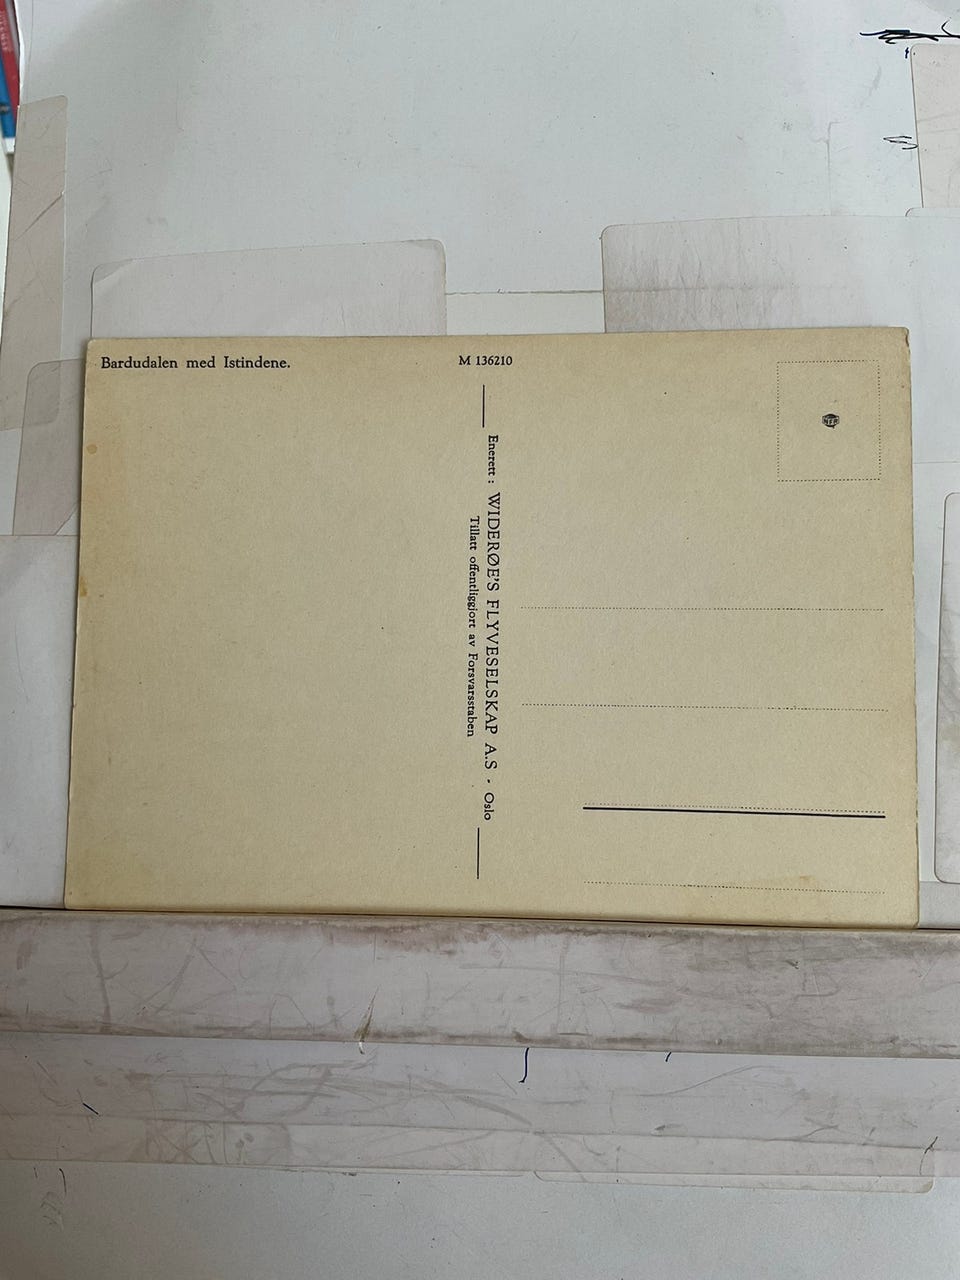 Bardudalen med Istindene.
M 136210
Enerett: WIDERØE'S FLYVESELSKAP A.S - Oslo
Tillatt offentliggjort av Forsvarsstaben